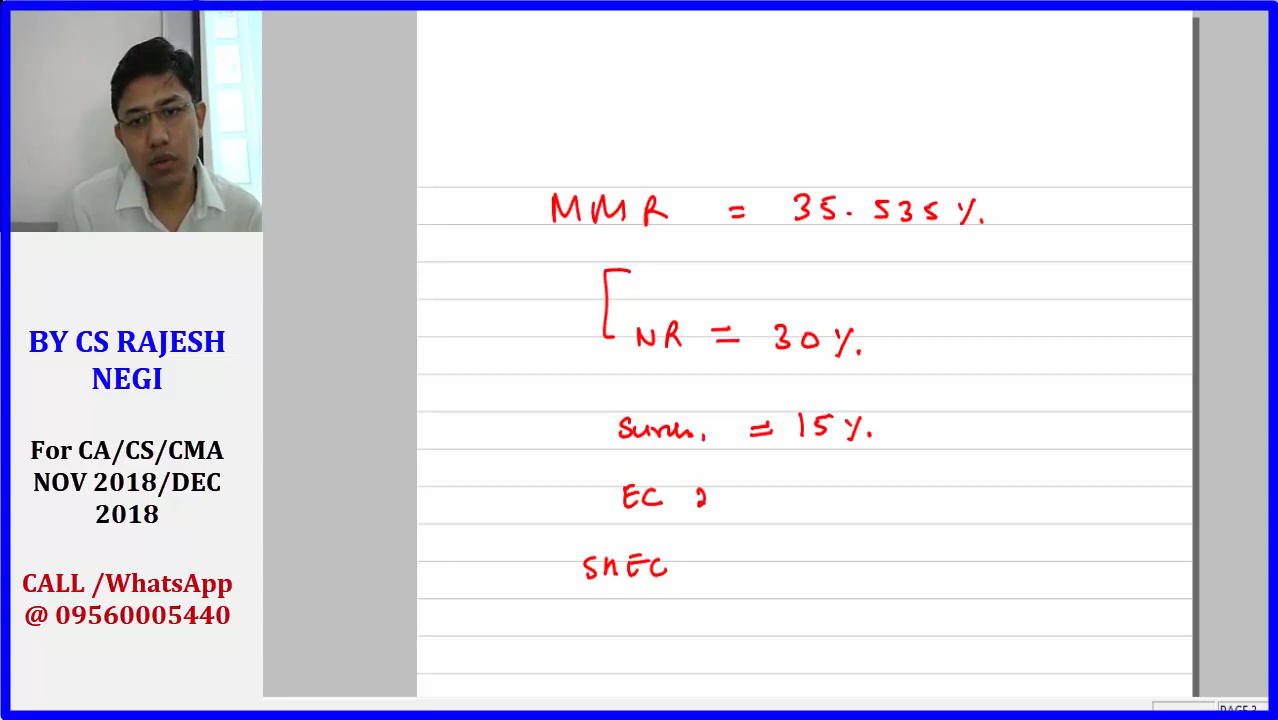 MMR = 35.535%.
NR = 30%.
Surch. = 15%.
EC 2
SHEC
BY CS RAJESH
NEGI
For CA/CS/CMA
NOV 2018/DEC
2018
CALL /WhatsApp
@ 09560005440